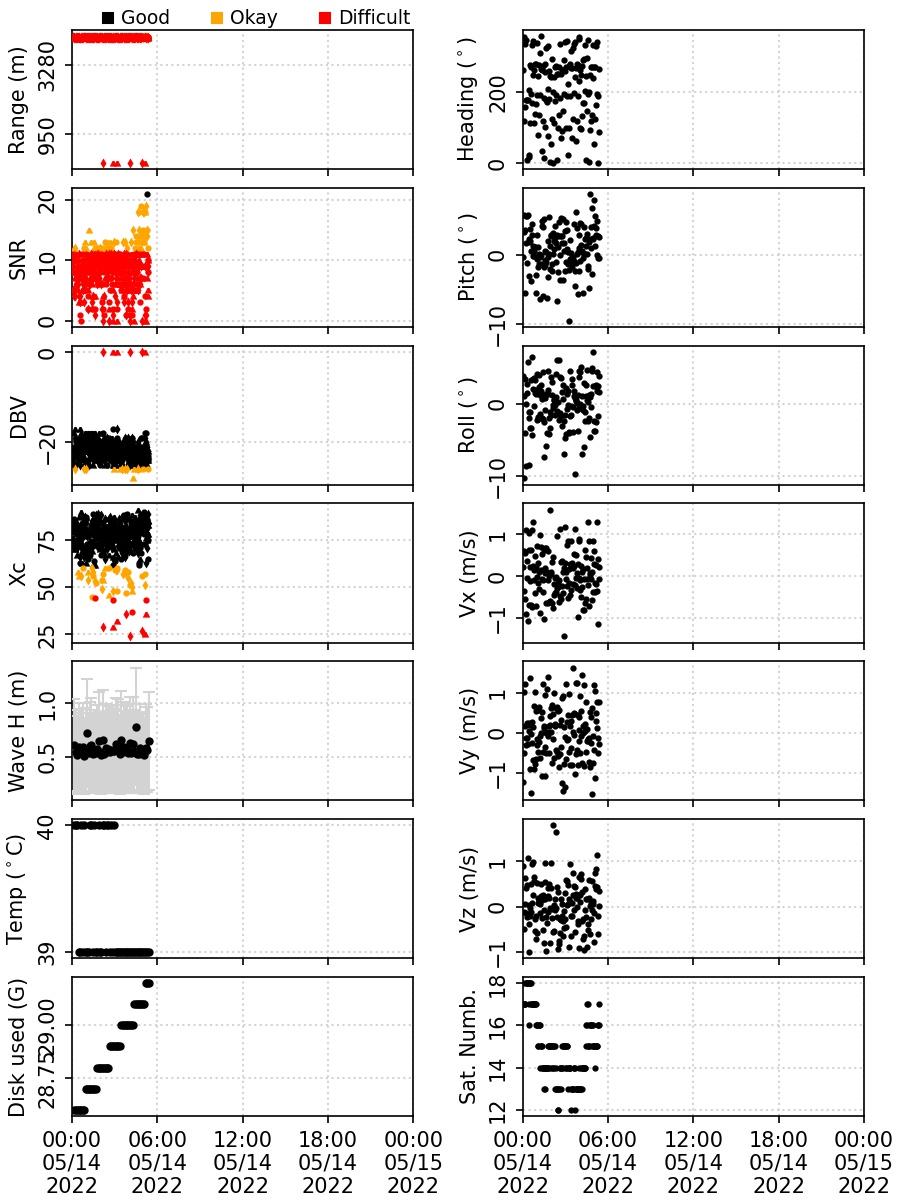 Good Okay Difficult
Range (m)
3280
950
Heading (°)
200
0
SNR
20
10
0
Pitch (°)
0
−10
DBV
0
−20
Roll (°)
0
−10
Xc
75
50
25
Vx (m/s)
1
0
−1
Wave H (m)
1.0
0.5
Vy (m/s)
1
0
−1
Temp (°C)
40
39
Vz (m/s)
1
0
−1
Disk used (G)
29.00
28.75
Sat. Numb.
18
16
14
12
00:00 06:00 12:00 18:00 00:00
05/14 05/14 05/14 05/14 05/15
2022 2022 2022 2022 2022
00:00 06:00 12:00 18:00 00:00
05/14 05/14 05/14 05/14 05/15
2022 2022 2022 2022 2022